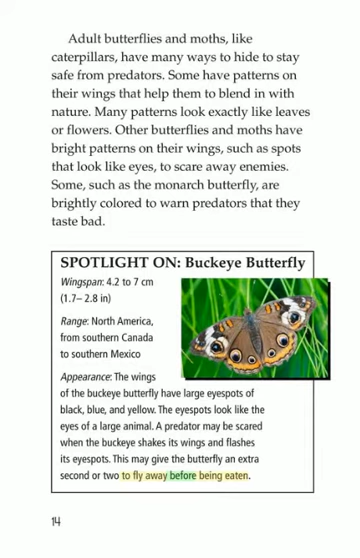 Adult butterflies and moths, like
caterpillars, have many ways to hide to stay
safe from predators. Some have patterns on
their wings that help them to blend in with
nature. Many patterns look exactly like leaves
or flowers. Other butterflies and moths have
bright patterns on their wings, such as spots
that look like eyes, to scare away enemies.
Some, such as the monarch butterfly, are
brightly colored to warn predators that they
taste bad.
SPOTLIGHT ON: Buckeye Butterfly
Wingspan: 4.2 to 7 cm
(1.7– 2.8 in)
Range: North America,
from southern Canada
to southern Mexico
Appearance: The wings
of the buckeye butterfly have large eyespots of
black, blue, and yellow. The eyespots look like the
eyes of a large animal. A predator may be scared
when the buckeye shakes its wings and flashes
its eyespots. This may give the butterfly an extra
second or two to fly away before being eaten.
14